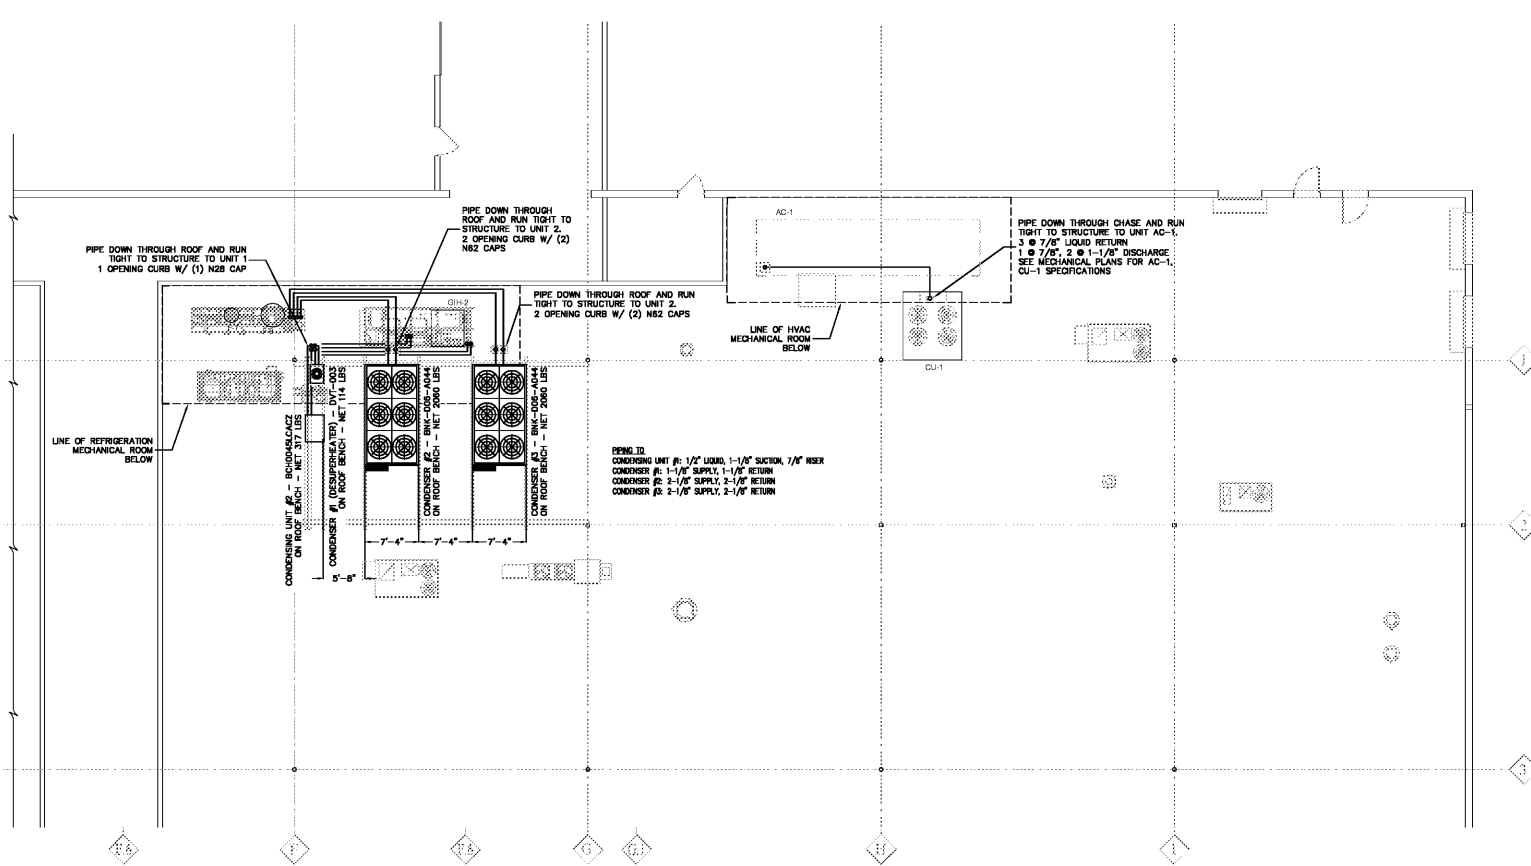 PIPE DOWN THROUGH
ROOF AND RUN TIGHT TO
STRUCTURE TO UNIT 2.
2 OPENING CURB W/ (2)
N62 CAPS
PIPE DOWN THROUGH ROOF AND RUN
TIGHT TO STRUCTURE TO UNIT 1
1 OPENING CURB W/ (1) N28 CAP
AC-1
PIPE DOWN THROUGH CHASE AND RUN
TIGHT TO STRUCTURE TO UNIT AC-1.
3 @ 7/8" LIQUID RETURN
1 @ 7/8", 2 @ 1-1/8" DISCHARGE
SEE MECHANICAL PLANS FOR AC-1,
CU-1 SPECIFICATIONS
GIH-2
PIPE DOWN THROUGH ROOF AND RUN
TIGHT TO STRUCTURE TO UNIT 2.
2 OPENING CURB W/ (2) N62 CAPS
LINE OF HVAC
MECHANICAL ROOM
BELOW
CU-1
LINE OF REFRIGERATION
MECHANICAL ROOM
BELOW
CONDENSING UNIT #2 - BCH0045LCACZ
ON ROOF BENCH - NET 317 LBS
CONDENSER #1 (DESUPERHEATER) - DVT-003
ON ROOF BENCH - NET 114 LBS
CONDENSER #2 - BNK-D06-A044
ON ROOF BENCH - NET 2060 LBS
CONDENSER #3 - BNK-D06-A044
ON ROOF BENCH - NET 2060 LBS
PIPING TO
CONDENSING UNIT #1: 1/2" LIQUID, 1-1/8" SUCTION, 7/8" RISER
CONDENSER #1: 1-1/8" SUPPLY, 1-1/8" RETURN
CONDENSER #2: 2-1/8" SUPPLY, 2-1/8" RETURN
CONDENSER #3: 2-1/8" SUPPLY, 2-1/8" RETURN
7'-4" 7'-4" 7'-4"
5'-8"
1
2
3
F G H I